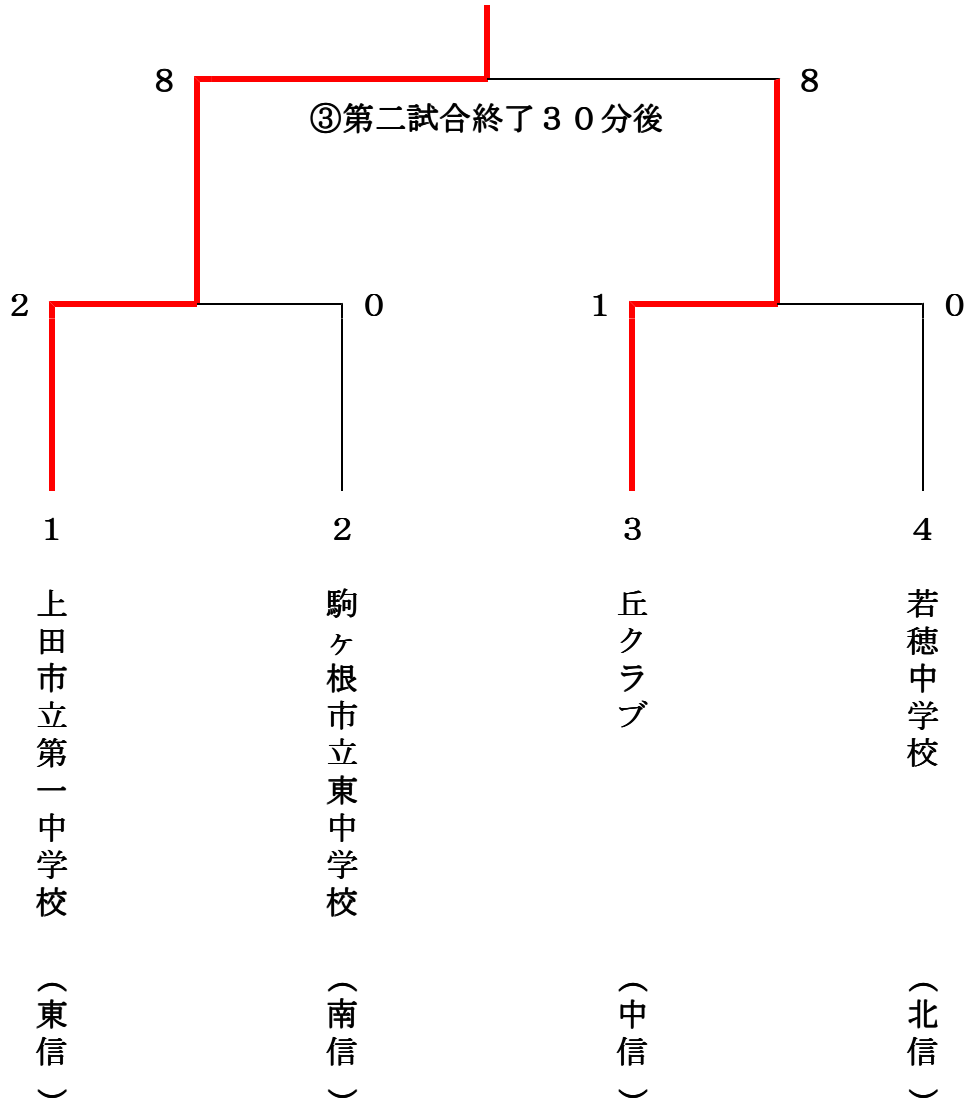 ８
８
③第二試合終了３０分後
２
０
１
０
１
２
３
４
上田市立第一中学校
（東信）
駒ヶ根市立東中学校
（南信）
丘クラブ
（中信）
若穂中学校
（北信）